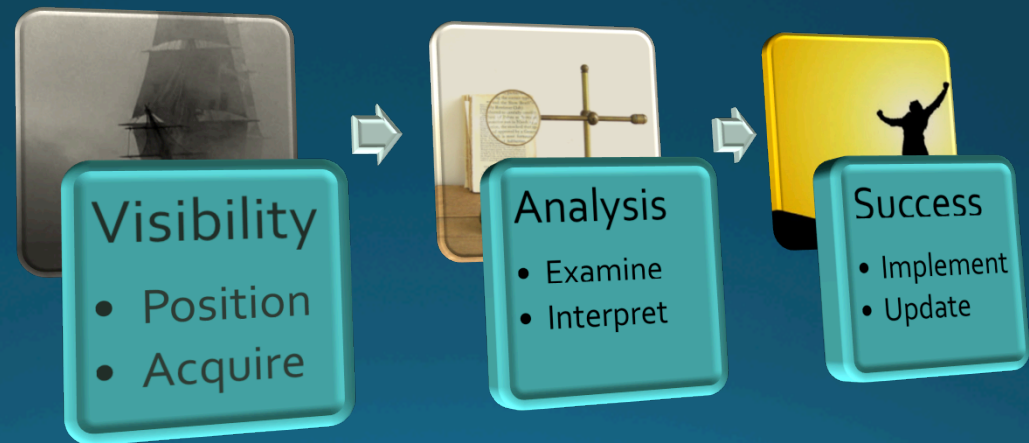 Visibility
• Position
• Acquire
Analysis
• Examine
• Interpret
Success
• Implement
• Update